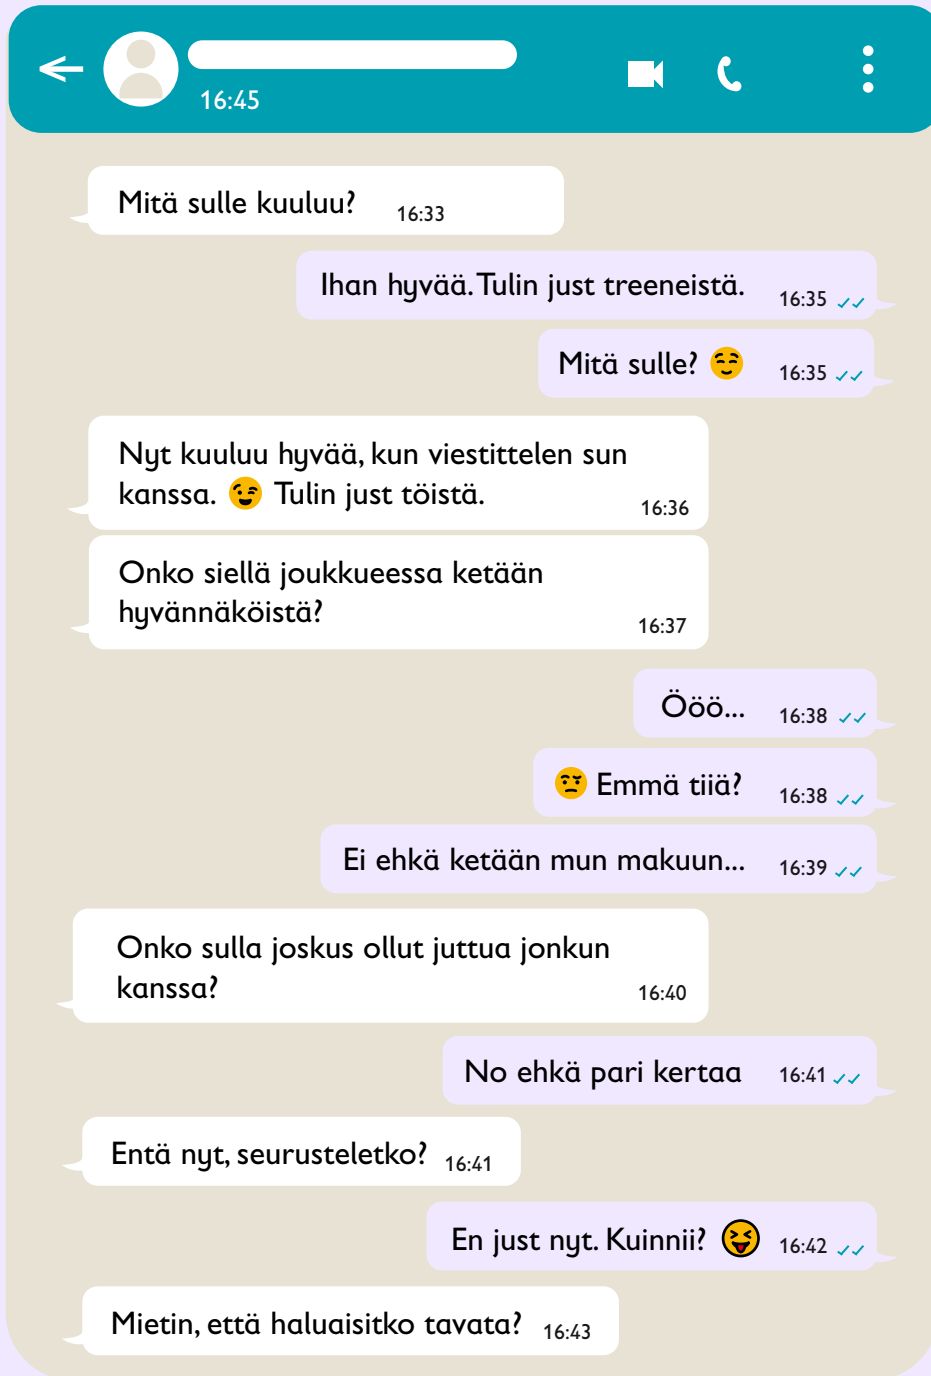 16:45
Mitä sulle kuuluu? 16:33
Ihan hyvää. Tulin just treeneistä. 16:35
Mitä sulle? 😌 16:35
Nyt kuuluu hyvää, kun viestittelen sun
kanssa. 😉 Tulin just töistä. 16:36
Onko siellä joukkueessa ketään
hyvännäköistä? 16:37
Ööö... 16:38
🤨 Emmä tiiä? 16:38
Ei ehkä ketään mun makuun... 16:39
Onko sulla joskus ollut juttua jonkun
kanssa? 16:40
No ehkä pari kertaa 16:41
Entä nyt, seurusteletko? 16:41
En just nyt. Kuinnii? 😝 16:42
Mietin, että haluaisitko tavata? 16:43